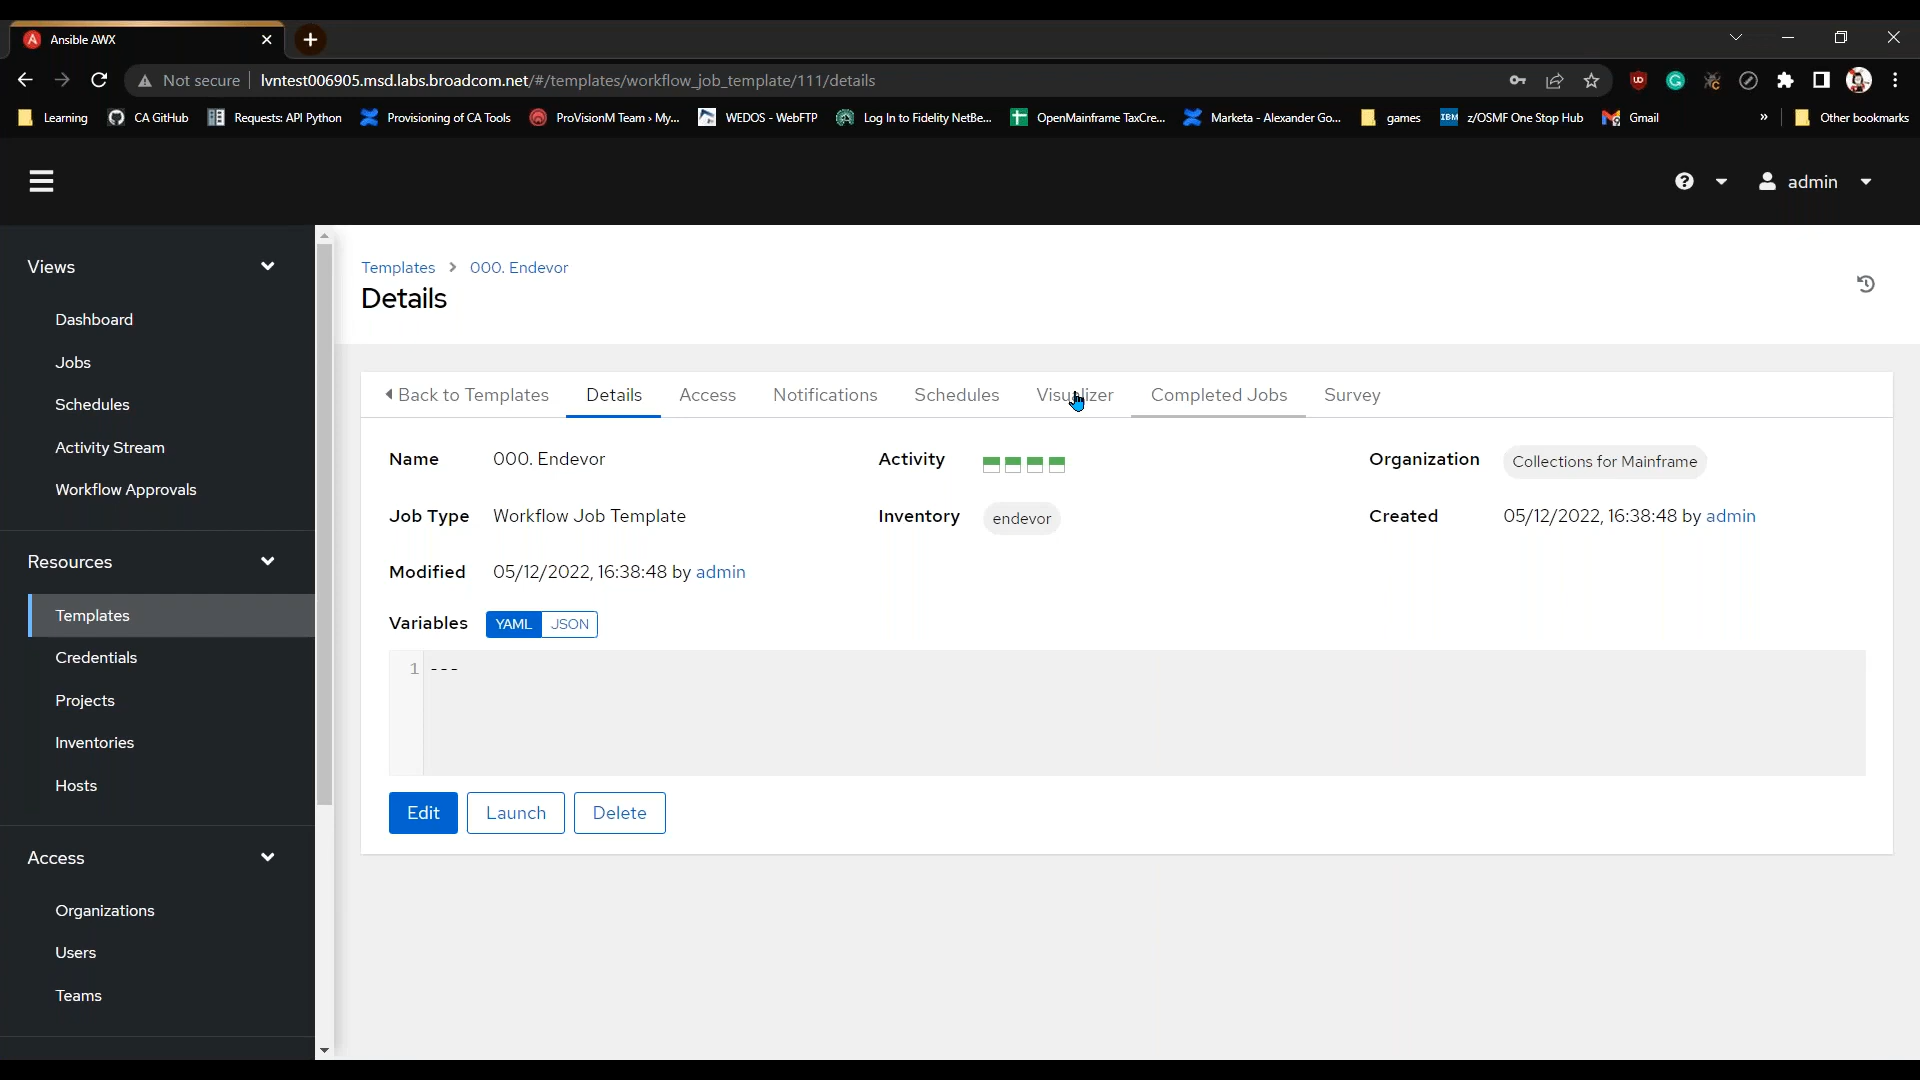 Ansible AWX
Not secure lvntest006905.msd.labs.broadcom.net/#/templates/workflow_job_template/111/details
Learning CA GitHub Requests: API Python Provisioning of CA Tools ProVisionM Team › My... WEDOS - WebFTP Log In to Fidelity NetBe... OpenMainframe TaxCre... Marketa - Alexander Go... games IBM z/OSMF One Stop Hub Gmail » Other bookmarks
admin
Views
Dashboard
Jobs
Schedules
Activity Stream
Workflow Approvals
Resources
Templates
Credentials
Projects
Inventories
Hosts
Access
Organizations
Users
Teams
Templates > 000. Endevor
Details
Back to Templates Details Access Notifications Schedules Visualizer Completed Jobs Survey
Name 000. Endevor Activity Organization Collections for Mainframe
Job Type Workflow Job Template Inventory endevor Created 05/12/2022, 16:38:48 by admin
Modified 05/12/2022, 16:38:48 by admin
Variables YAML JSON
1 ---
Edit Launch Delete